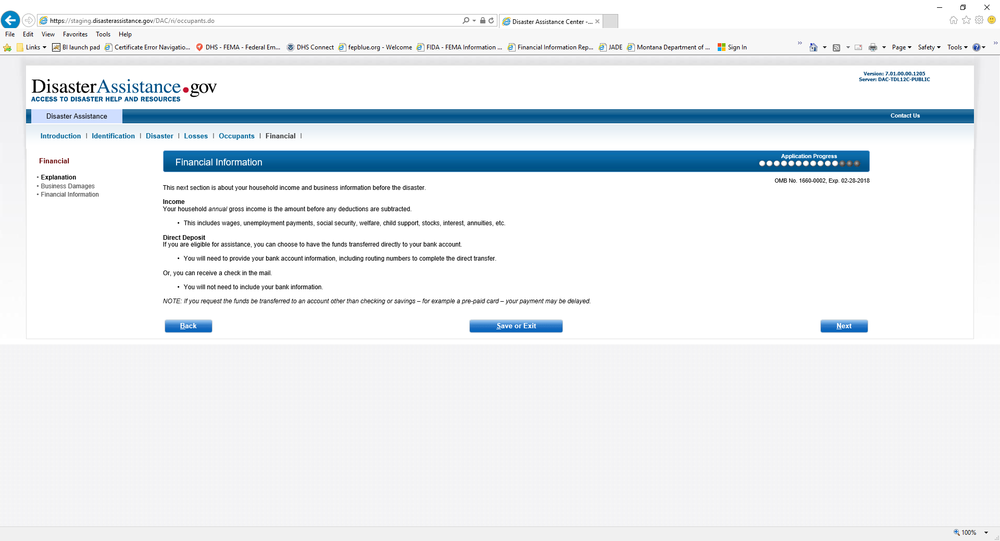 https://staging.disasterassistance.gov/DAC/ri/occupants.do
Disaster Assistance Center -...
File Edit View Favorites Tools Help
Links BI launch pad Certificate Error Navigatio... DHS - FEMA - Federal Em... DHS Connect fepblue.org - Welcome FIDA - FEMA Information ... Financial Information Rep... JADE Montana Department of ... Sign In Page Safety Tools
Version: 7.01.00.00.1205
Server: DAC-TDL12C-PUBLIC
DisasterAssistance.gov
ACCESS TO DISASTER HELP AND RESOURCES
Disaster Assistance
Contact Us
Introduction | Identification | Disaster | Losses | Occupants | Financial |
Financial
• Explanation
• Business Damages
• Financial Information
Financial Information
Application Progress
OMB No. 1660-0002, Exp. 02-28-2018
This next section is about your household income and business information before the disaster.
Income
Your household annual gross income is the amount before any deductions are subtracted.
• This includes wages, unemployment payments, social security, welfare, child support, stocks, interest, annuities, etc.
Direct Deposit
If you are eligible for assistance, you can choose to have the funds transferred directly to your bank account.
• You will need to provide your bank account information, including routing numbers to complete the direct transfer.
Or, you can receive a check in the mail.
• You will not need to include your bank information.
NOTE: If you request the funds be transferred to an account other than checking or savings – for example a pre-paid card – your payment may be delayed.
Back
Save or Exit
Next
100%